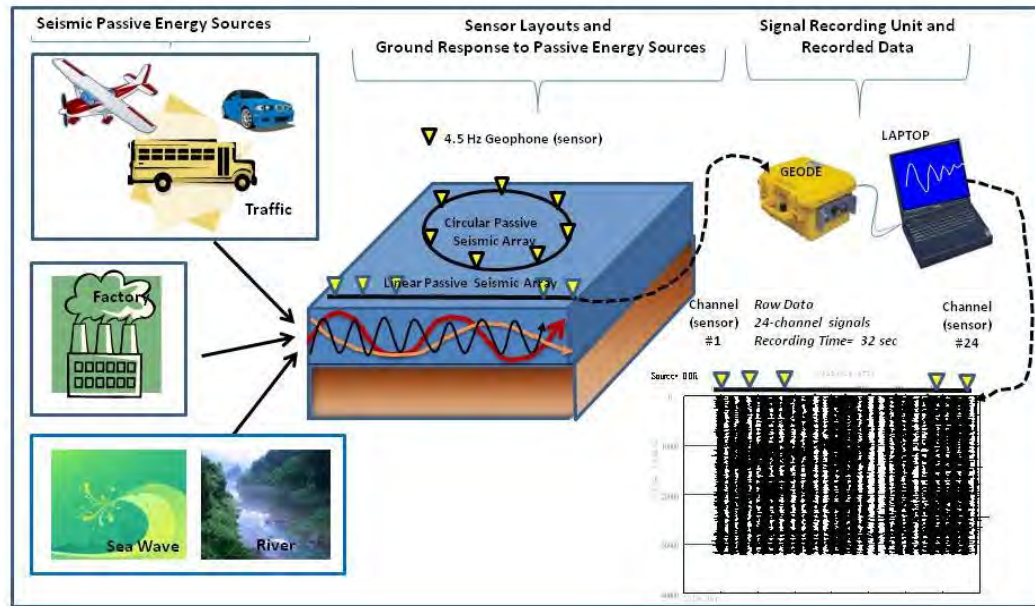 Seismic Passive Energy Sources
Sensor Layouts and
Ground Response to Passive Energy Sources
Signal Recording Unit and
Recorded Data
Traffic
Factory
Sea Wave
River
4.5 Hz Geophone (sensor)
Circular Passive
Seismic Array
Linear Passive Seismic Array
GEODE
LAPTOP
Channel
(sensor)
#1
Raw Data
24-channel signals
Recording Time= 32 sec
Channel
(sensor)
#24